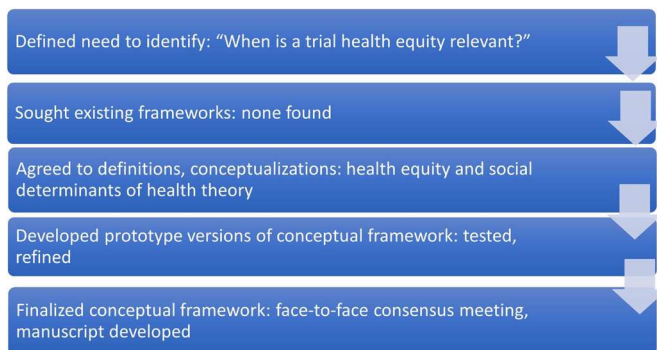 Defined need to identify: “When is a trial health equity relevant?”
Sought existing frameworks: none found
Agreed to definitions, conceptualizations: health equity and social
determinants of health theory
Developed prototype versions of conceptual framework: tested,
refined
Finalized conceptual framework: face-to-face consensus meeting,
manuscript developed